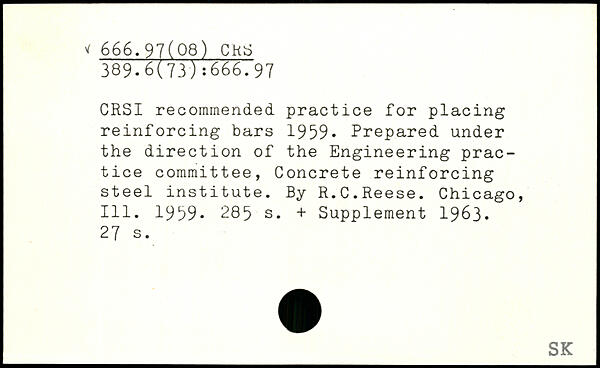 v 666.97(08) CRS
389.6(73):666.97
CRSI recommended practice for placing
reinforcing bars 1959. Prepared under
the direction of the Engineering prac-
tice committee, Concrete reinforcing
steel institute. By R.C.Reese. Chicago,
Ill. 1959. 285 s. + Supplement 1963.
27 s.
SK